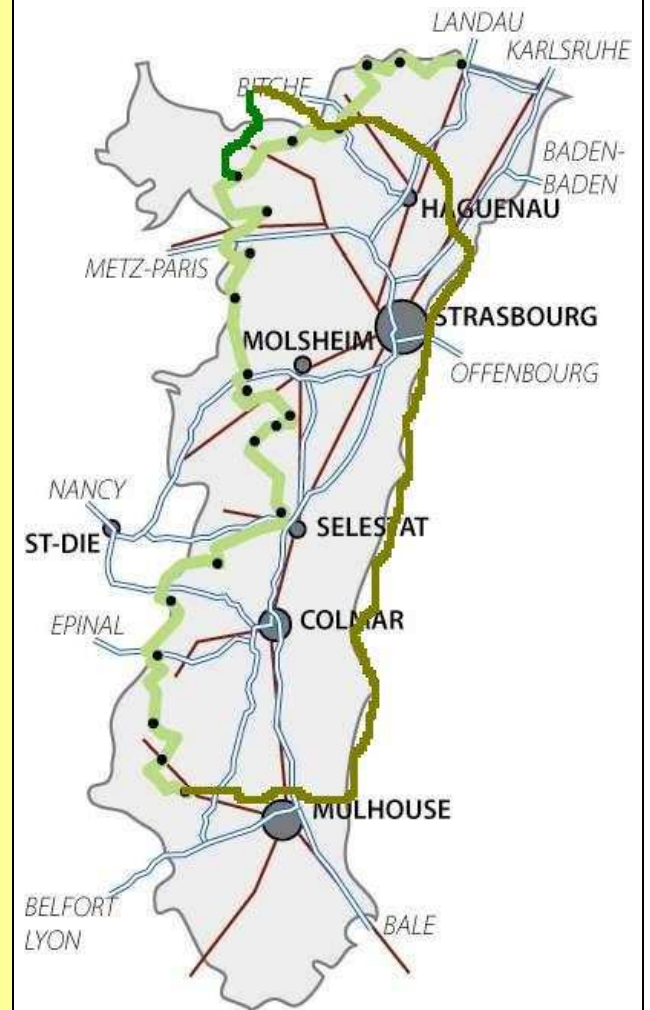 LANDAU
KARLSRUHE
BITCHE
BADEN-
BADEN
HAGUENAU
METZ-PARIS
STRASBOURG
MOLSHEIM
OFFENBOURG
NANCY
SELESTAT
ST-DIE
EPINAL
COLMAR
MULHOUSE
BELFORT
LYON
BALE